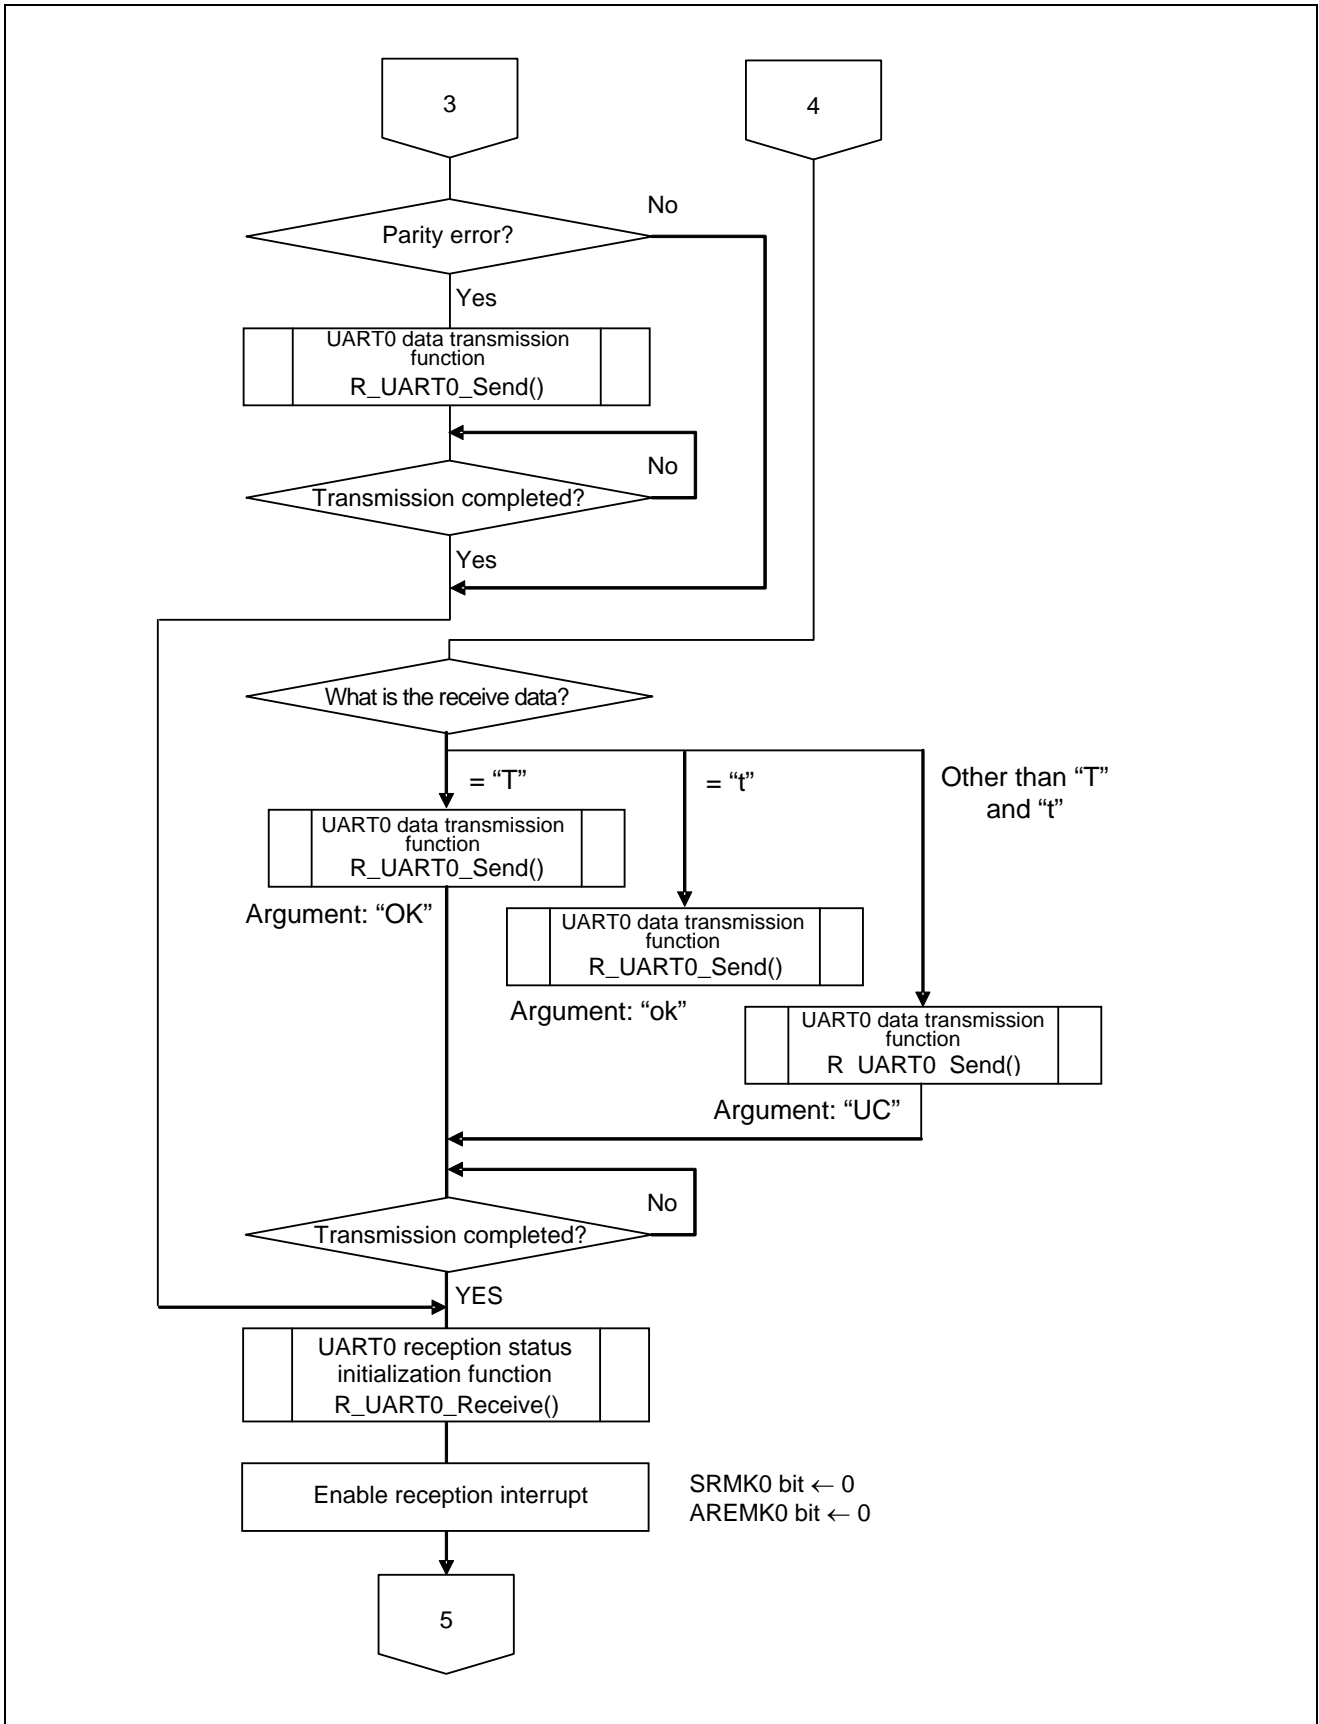 3
4
Parity error?
No
Yes
UART0 data transmission
function
R_UART0_Send()
No
Transmission completed?
Yes
What is the receive data?
= “T”
= “t”
Other than “T”
and “t”
UART0 data transmission
function
R_UART0_Send()
Argument: “OK”
UART0 data transmission
function
R_UART0_Send()
Argument: “ok”
UART0 data transmission
function
R UART0 Send()
Argument: “UC”
No
Transmission completed?
YES
UART0 reception status
initialization function
R_UART0_Receive()
Enable reception interrupt
SRMK0 bit ← 0
AREMK0 bit ← 0
5